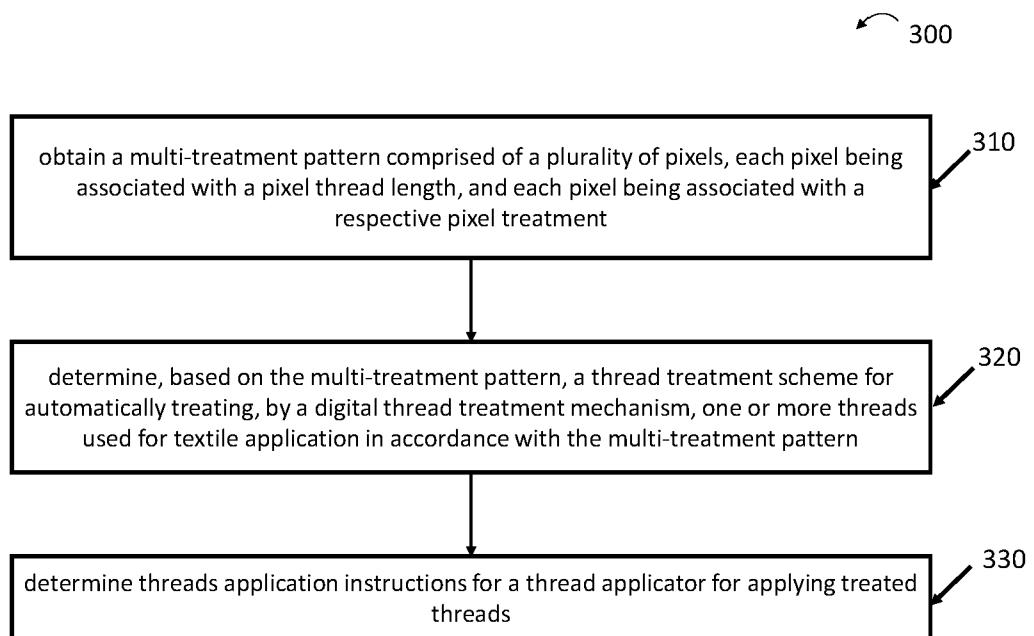 300
obtain a multi-treatment pattern comprised of a plurality of pixels, each pixel being
associated with a pixel thread length, and each pixel being associated with a
respective pixel treatment
310
determine, based on the multi-treatment pattern, a thread treatment scheme for
automatically treating, by a digital thread treatment mechanism, one or more threads
used for textile application in accordance with the multi-treatment pattern
320
determine threads application instructions for a thread applicator for applying treated
threads
330